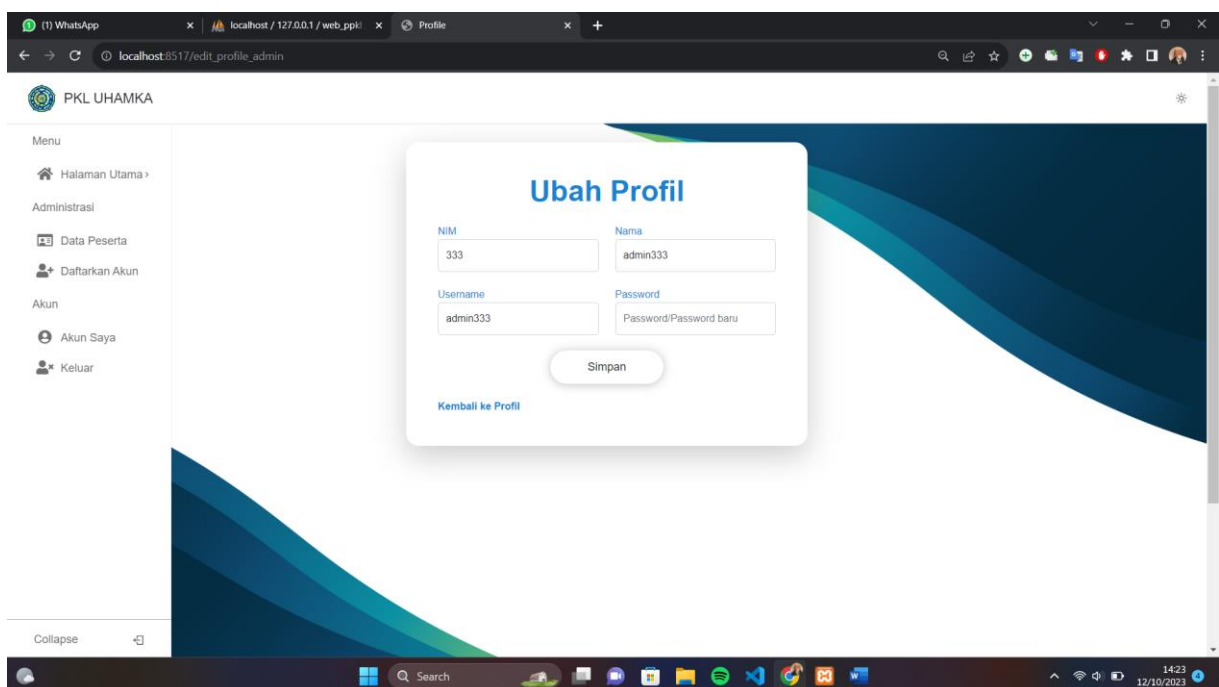 (1) WhatsApp
localhost / 127.0.0.1 / web_ppkl
Profile
localhost:8517/edit_profile_admin
PKL UHAMKA
Menu
Halaman Utama ›
Administrasi
Data Peserta
Daftarkan Akun
Akun
Akun Saya
Keluar
Collapse
Ubah Profil
NIM
Nama
333
admin333
Username
Password
admin333
Password/Password baru
Simpan
Kembali ke Profil
Search
14:23
12/10/2023
4